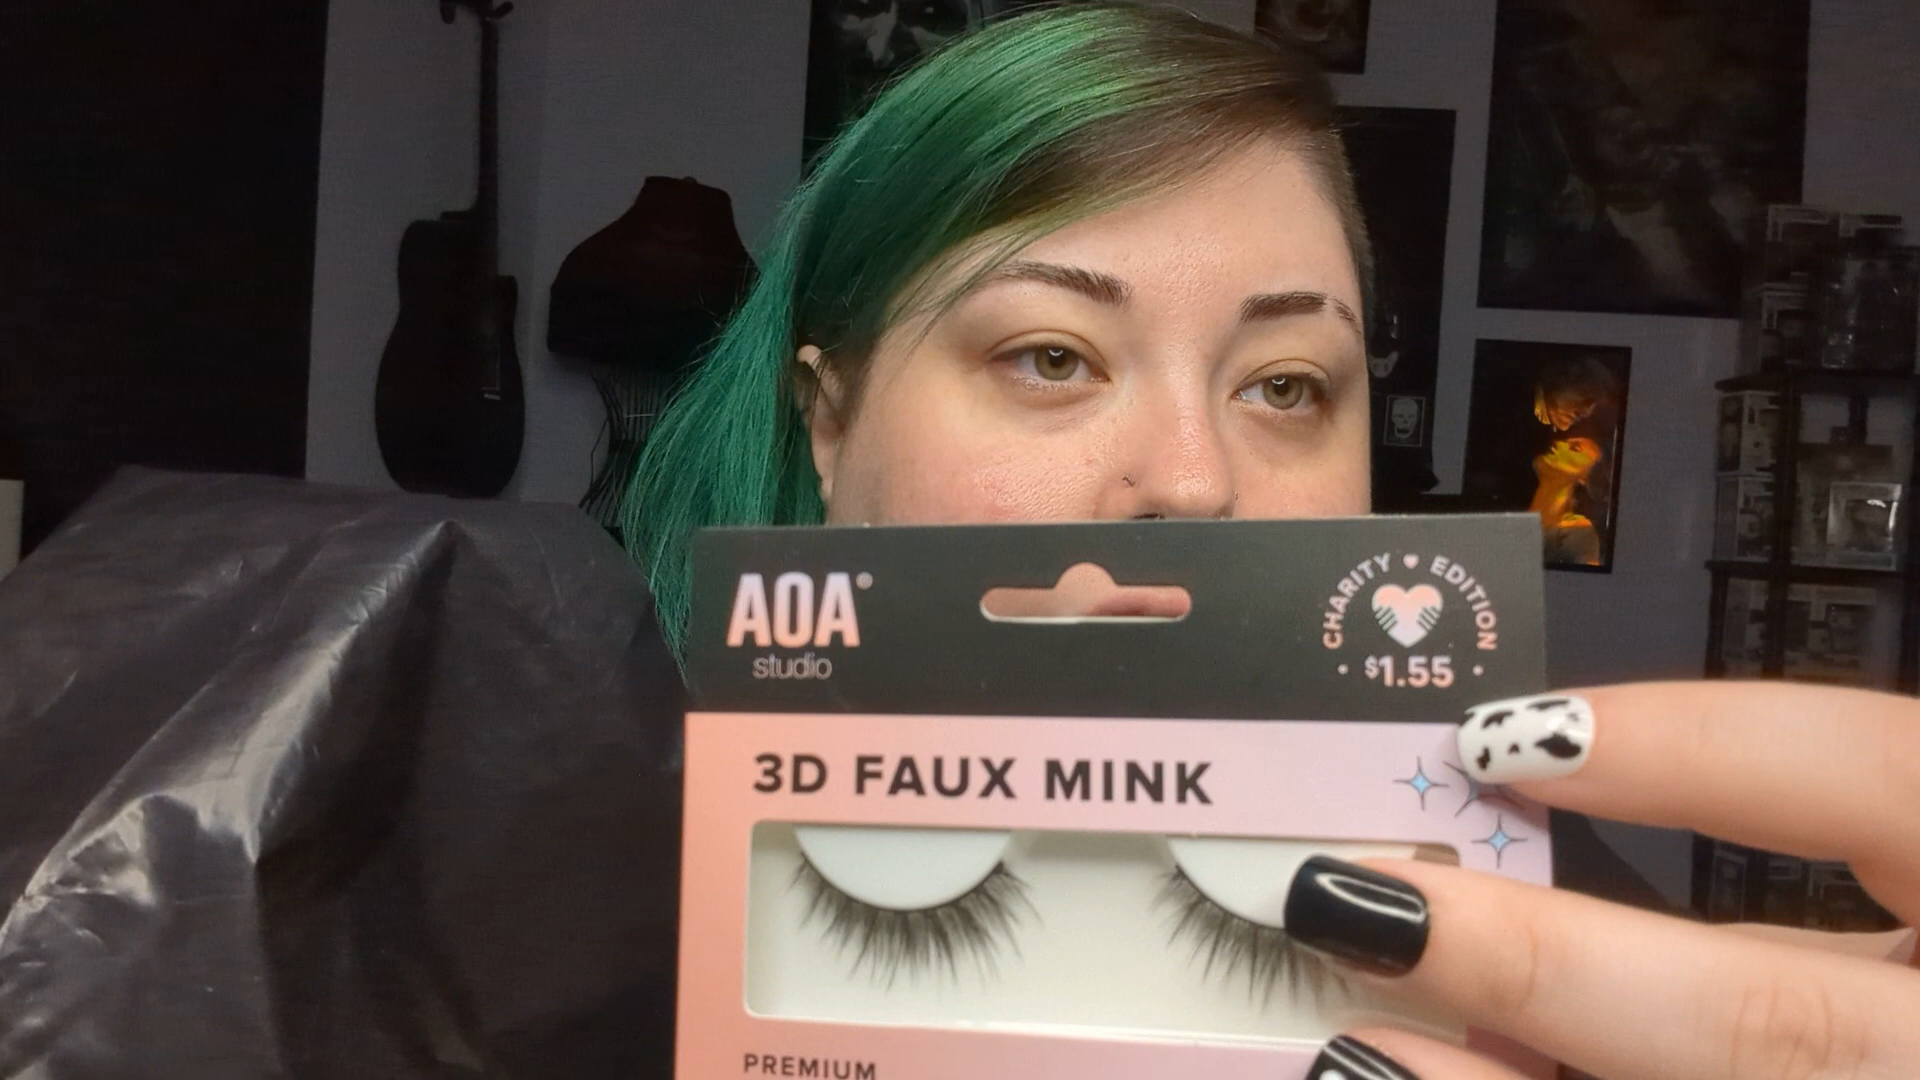 AOA®
studio
CHARITY ♥ EDITION
• $1.55 •
3D FAUX MINK
PREMIUM